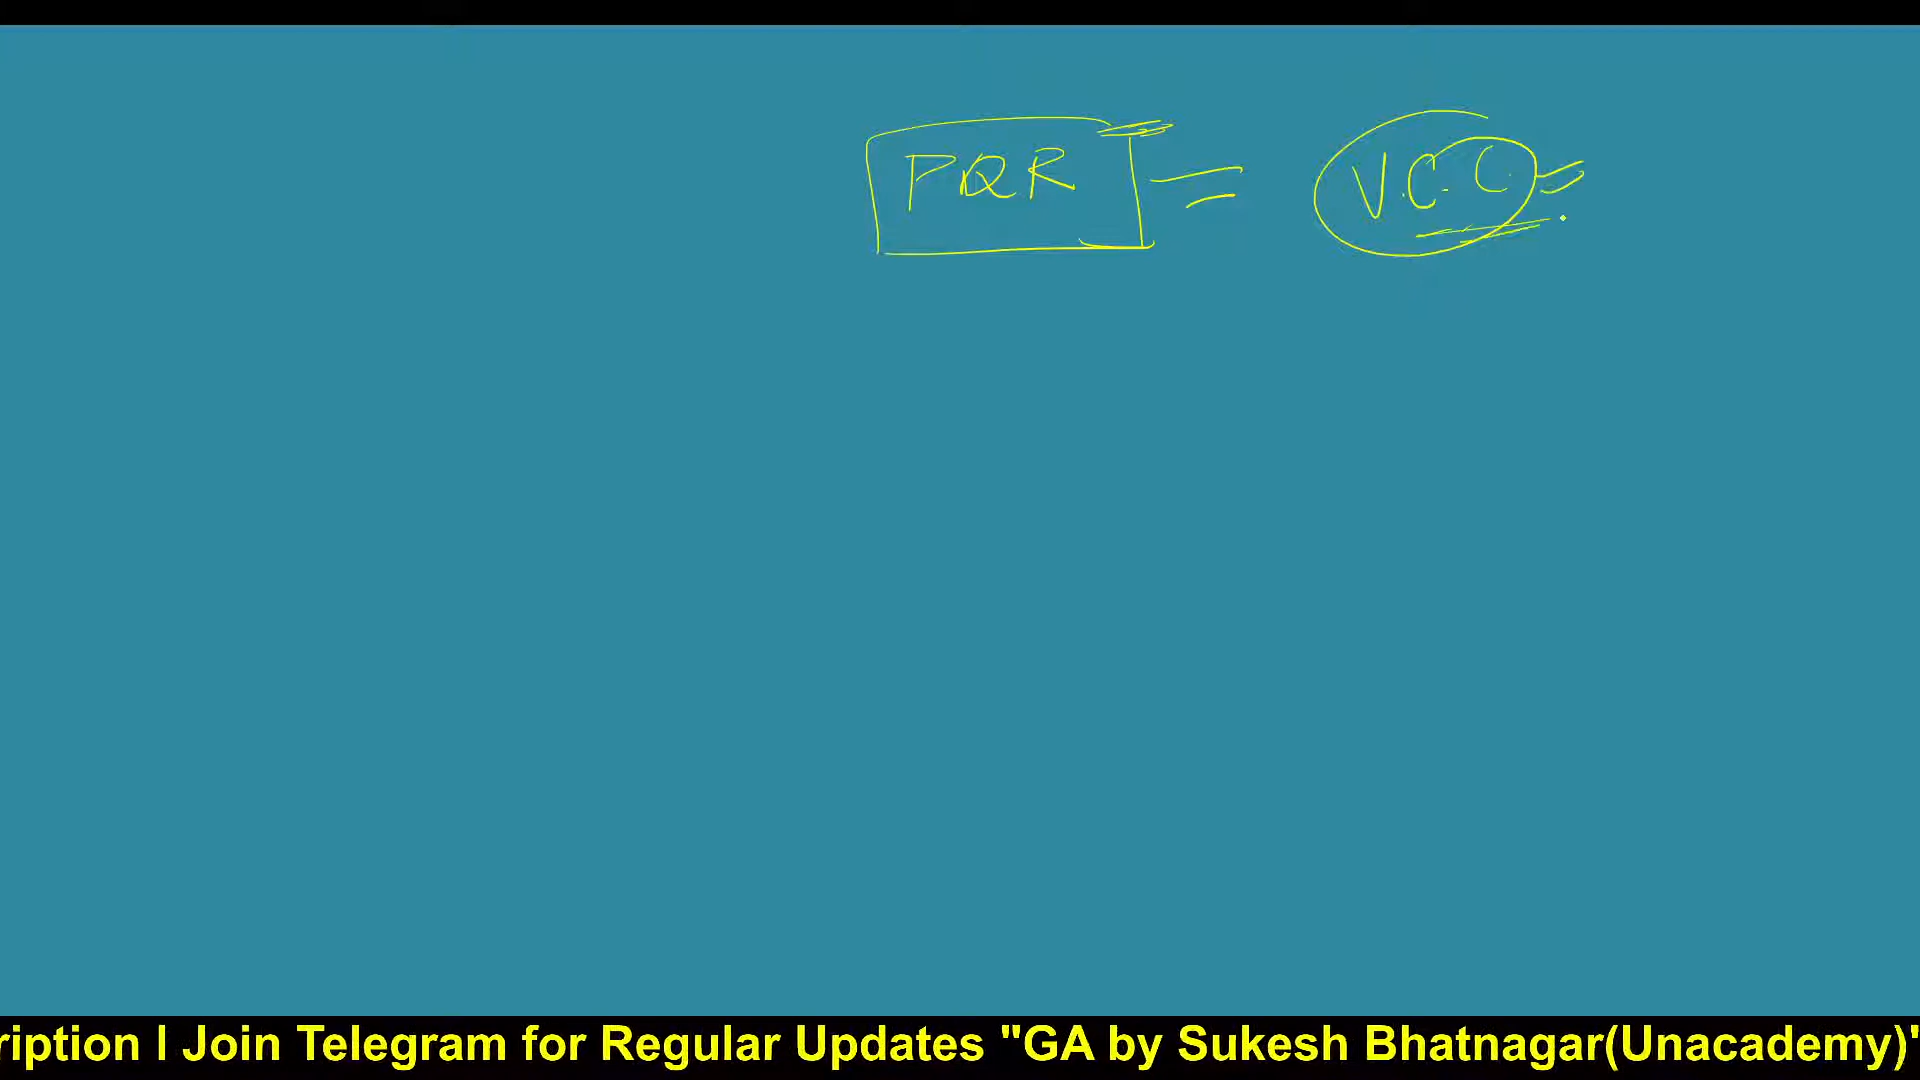 PQR = V.C.C. =
ription I Join Telegram for Regular Updates "GA by Sukesh Bhatnagar(Unacademy)"